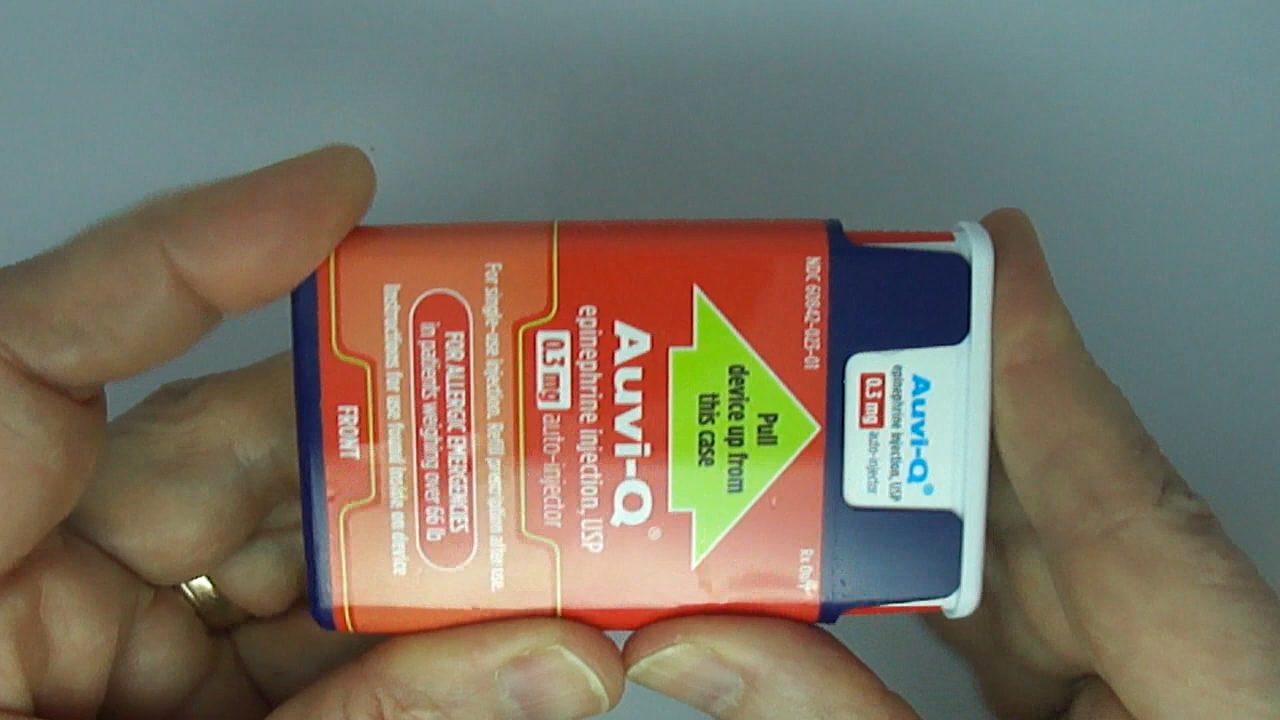 Auvi-Q®
epinephrine injection, USP
0.3 mg auto-injector
NDC 60842-023-01
Rx Only
Pull
device up from
this case
Auvi-Q®
epinephrine injection, USP
0.3 mg auto-injector
For single-use injection. Refill prescription after use.
FOR ALLERGIC EMERGENCIES
in patients weighing over 66 lb
Instructions for use found inside on device
FRONT